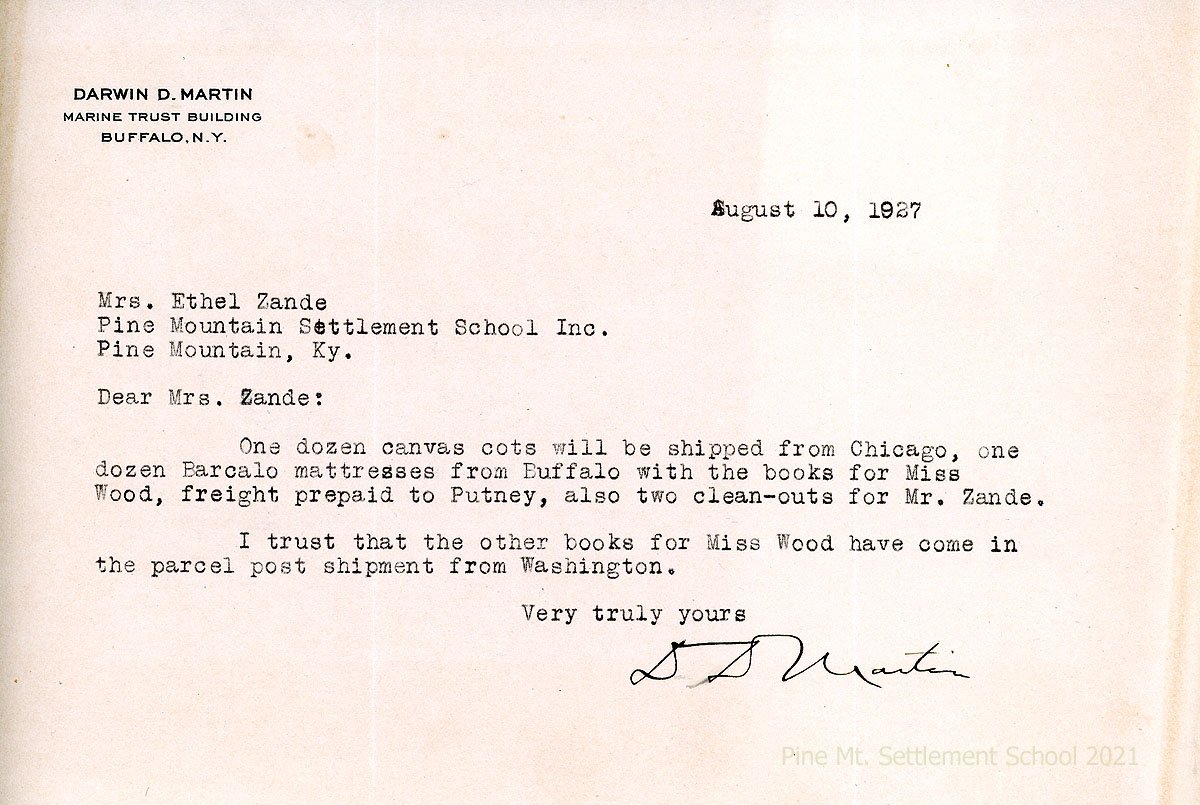 DARWIN D. MARTIN
MARINE TRUST BUILDING
BUFFALO, N.Y.
August 10, 1927
Mrs. Ethel Zande
Pine Mountain Settlement School Inc.
Pine Mountain, Ky.
Dear Mrs. Zande:
One dozen canvas cots will be shipped from Chicago, one
dozen Barcalo mattresses from Buffalo with the books for Miss
Wood, freight prepaid to Putney, also two clean-outs for Mr. Zande.
I trust that the other books for Miss Wood have come in
the parcel post shipment from Washington.
Very truly yours
D D Martin
Pine Mt. Settlement School 2021